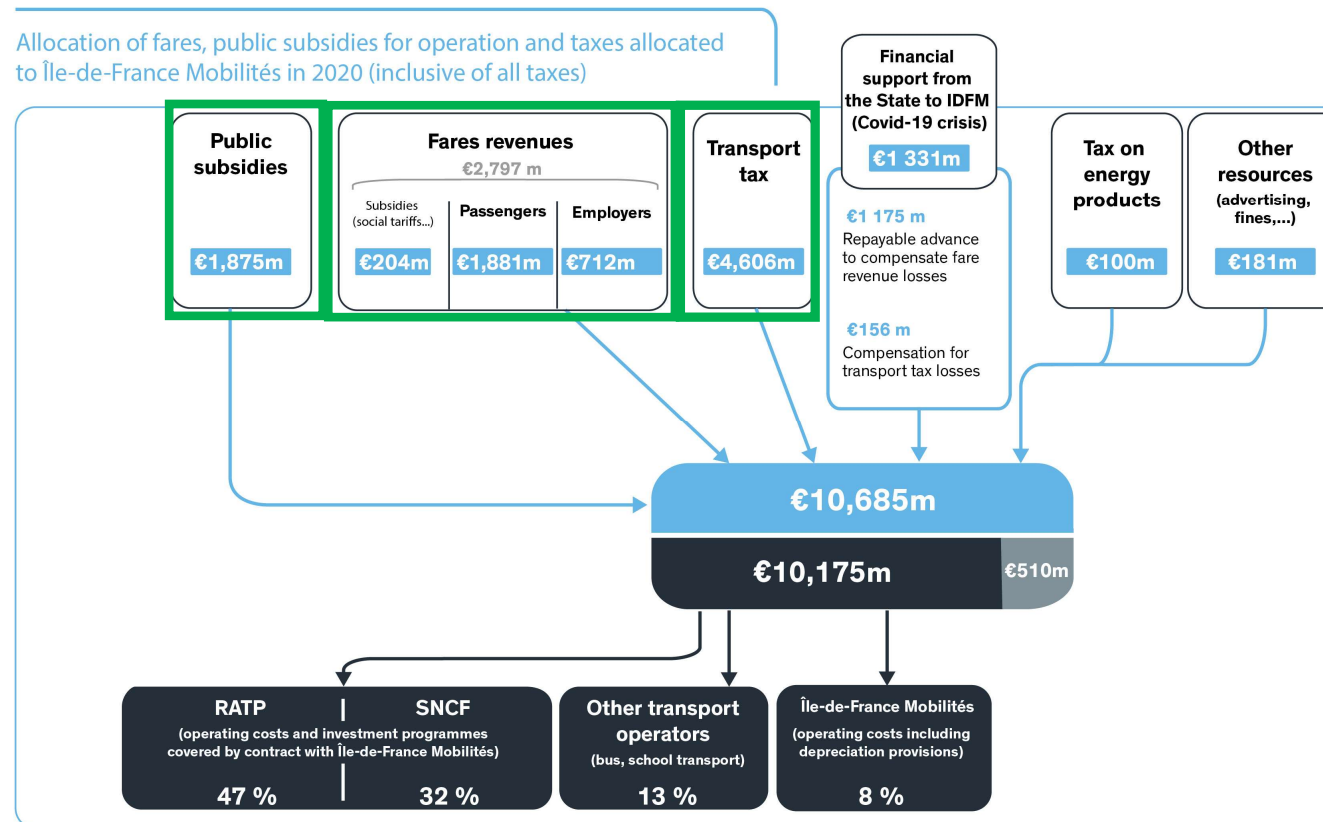 Allocation of fares, public subsidies for operation and taxes allocated
to Île-de-France Mobilités in 2020 (inclusive of all taxes)
Public
subsidies
€1,875m
Fares revenues
€2,797 m
Subsidies
(social tariffs...)
€204m
Passengers
€1,881m
Employers
€712m
Transport
tax
€4,606m
Financial
support from
the State to IDFM
(Covid-19 crisis)
€1 331m
€1 175 m
Repayable advance
to compensate fare
revenue losses
€156 m
Compensation for
transport tax losses
Tax on
energy
products
€100m
Other
resources
(advertising,
fines,...)
€181m
€10,685m
€10,175m
€510m
RATP | SNCF
(operating costs and investment programmes
covered by contract with Île-de-France Mobilités)
47 % | 32 %
Other transport
operators
(bus, school transport)
13 %
Île-de-France Mobilités
(operating costs including
depreciation provisions)
8 %